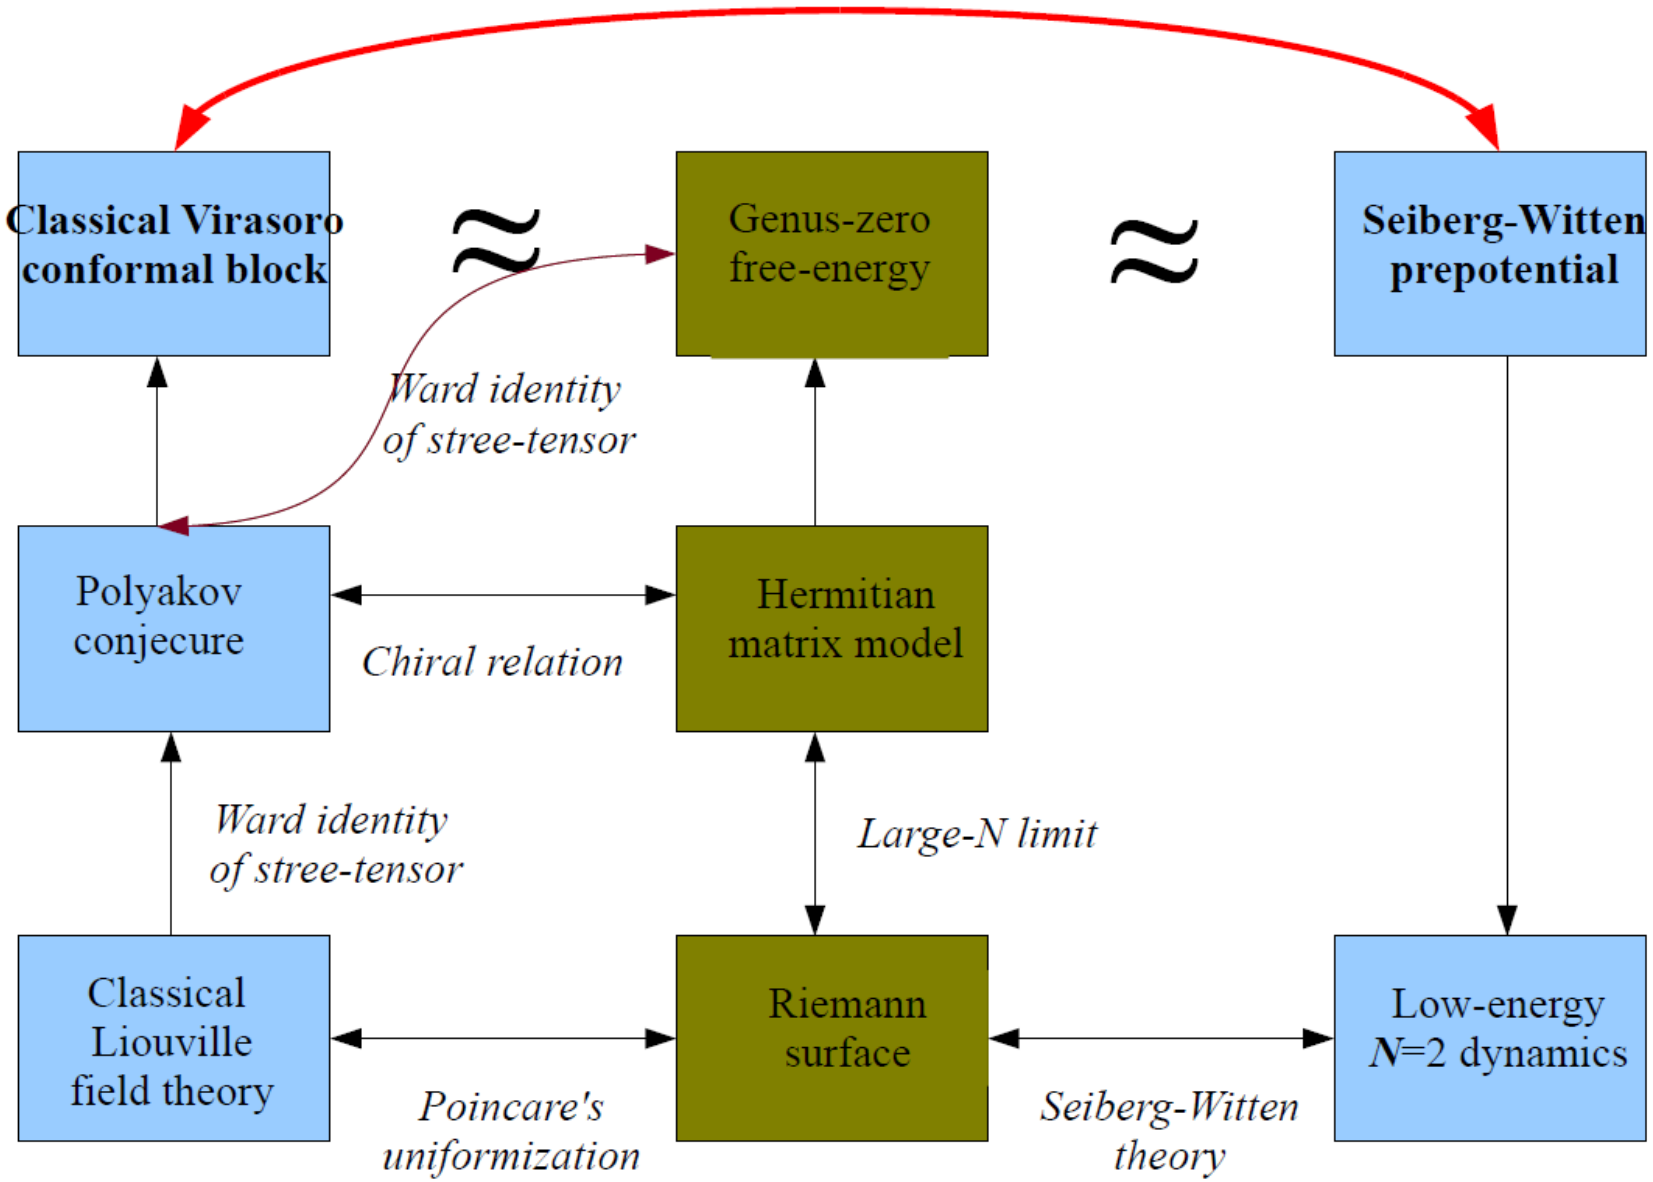 Classical Virasoro
conformal block
≈
Genus-zero
free-energy
≈
Seiberg-Witten
prepotential
Ward identity
of stree-tensor
Polyakov
conjecure
Chiral relation
Hermitian
matrix model
Ward identity
of stree-tensor
Large-N limit
Classical
Liouville
field theory
Poincare's
uniformization
Riemann
surface
Seiberg-Witten
theory
Low-energy
N=2 dynamics